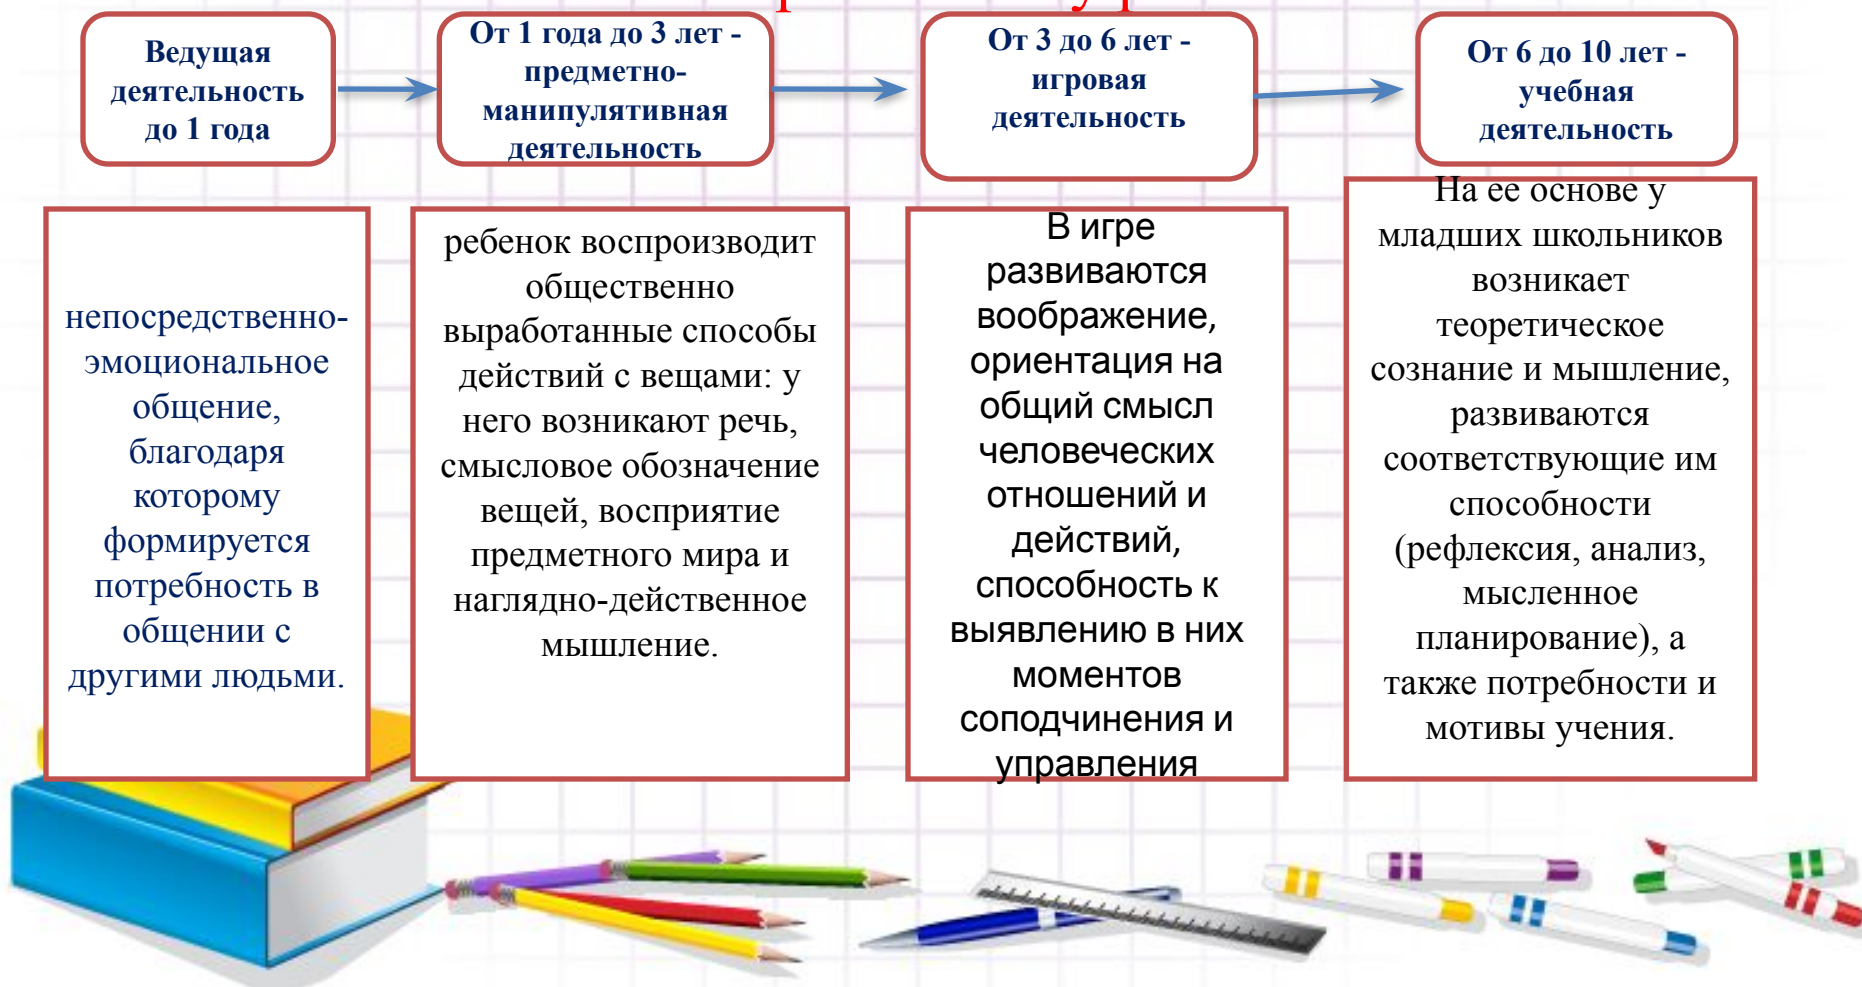 Ведущая
деятельность
до 1 года
От 1 года до 3 лет -
предметно-
манипулятивная
деятельность
От 3 до 6 лет -
игровая
деятельность
От 6 до 10 лет -
учебная
деятельность
непосредственно-
эмоциональное
общение,
благодаря
которому
формируется
потребность в
общении с
другими людьми.
ребенок воспроизводит
общественно
выработанные способы
действий с вещами: у
него возникают речь,
смысловое обозначение
вещей, восприятие
предметного мира и
наглядно-действенное
мышление.
В игре
развиваются
воображение,
ориентация на
общий смысл
человеческих
отношений и
действий,
способность к
выявлению в них
моментов
соподчинения и
управления
На ее основе у
младших школьников
возникает
теоретическое
сознание и мышление,
развиваются
соответствующие им
способности
(рефлексия, анализ,
мысленное
планирование), а
также потребности и
мотивы учения.